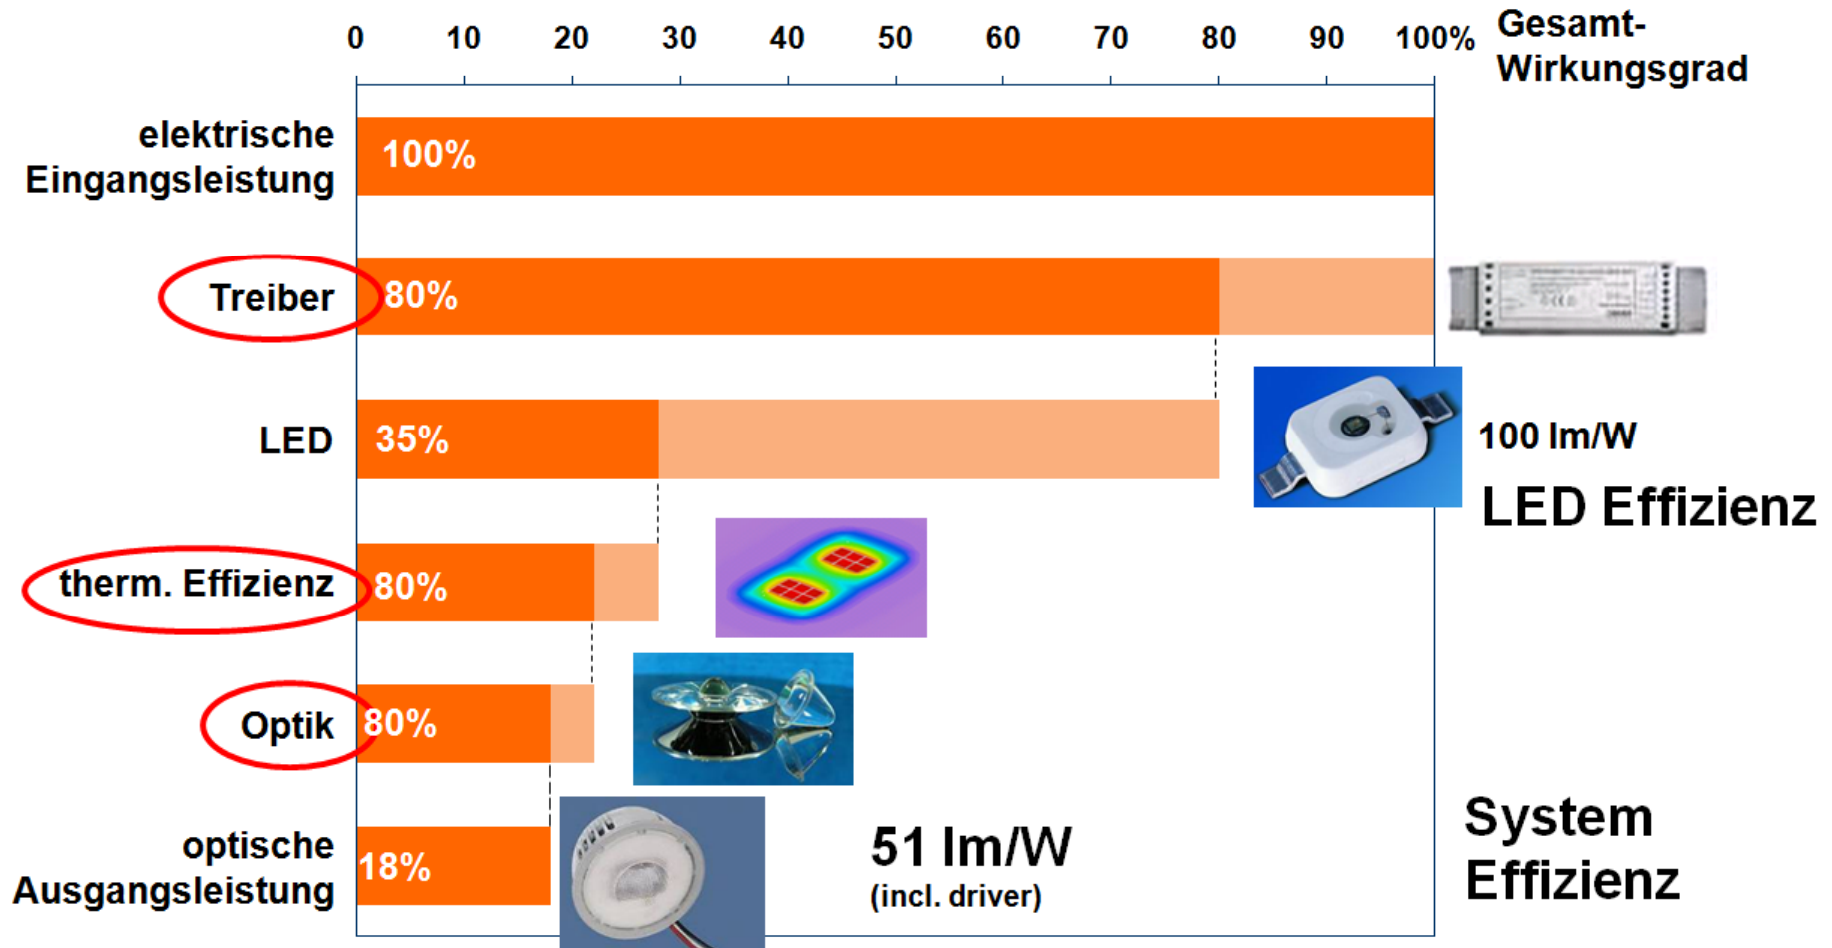 0 10 20 30 40 50 60 70 80 90 100%
Gesamt-
Wirkungsgrad
elektrische
Eingangsleistung
100%
Treiber
80%
LED
35%
100 lm/W
LED Effizienz
therm. Effizienz
80%
Optik
80%
optische
Ausgangsleistung
18%
51 lm/W
(incl. driver)
System
Effizienz